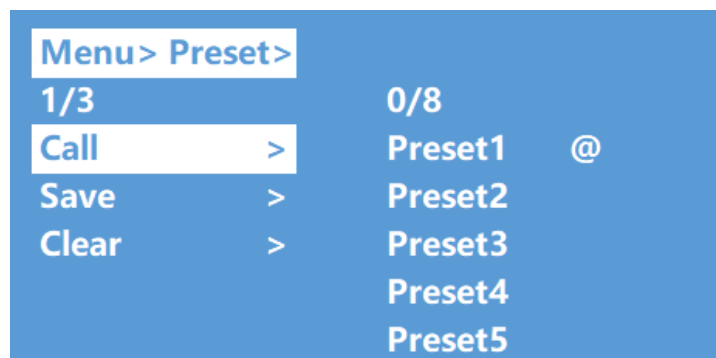 Menu> Preset>
1/3 0/8
Call > Preset1 @
Save > Preset2
Clear > Preset3
Preset4
Preset5